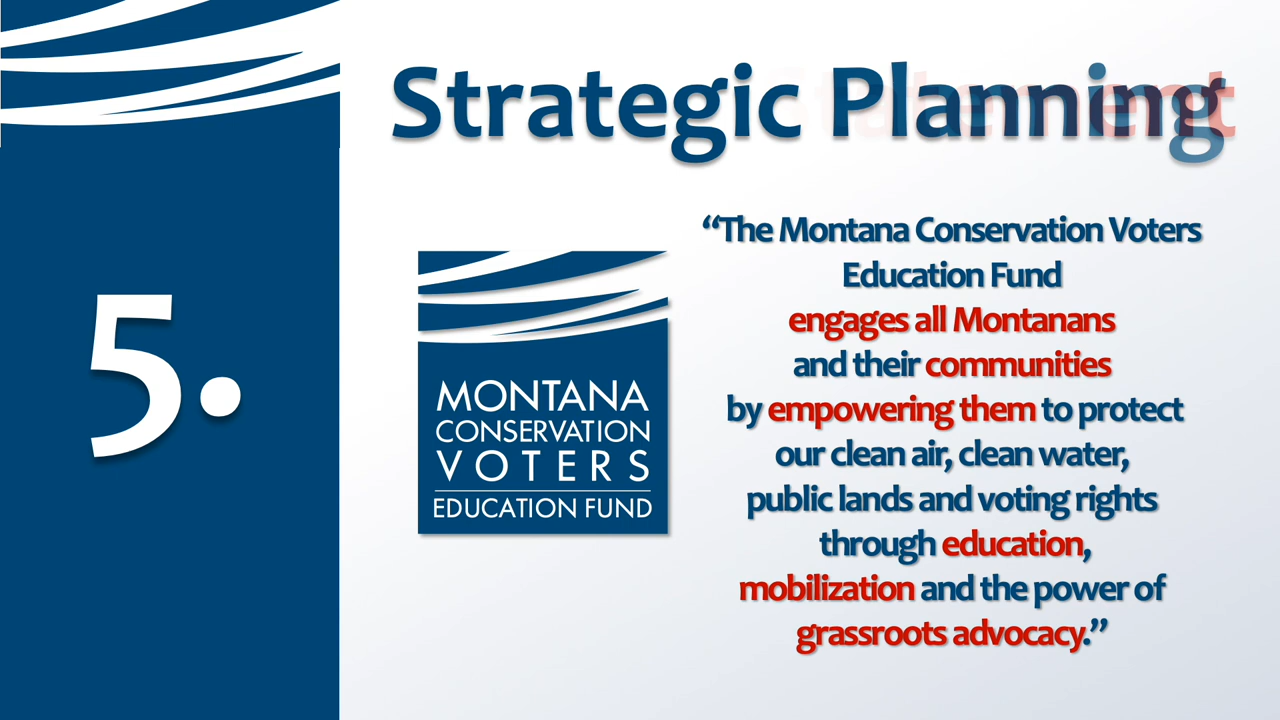 Strategic Planning
5.
MONTANA
CONSERVATION
VOTERS
EDUCATION FUND
“The Montana Conservation Voters
Education Fund
engages all Montanans
and their communities
by empowering them to protect
our clean air, clean water,
public lands and voting rights
through education,
mobilization and the power of
grassroots advocacy.”